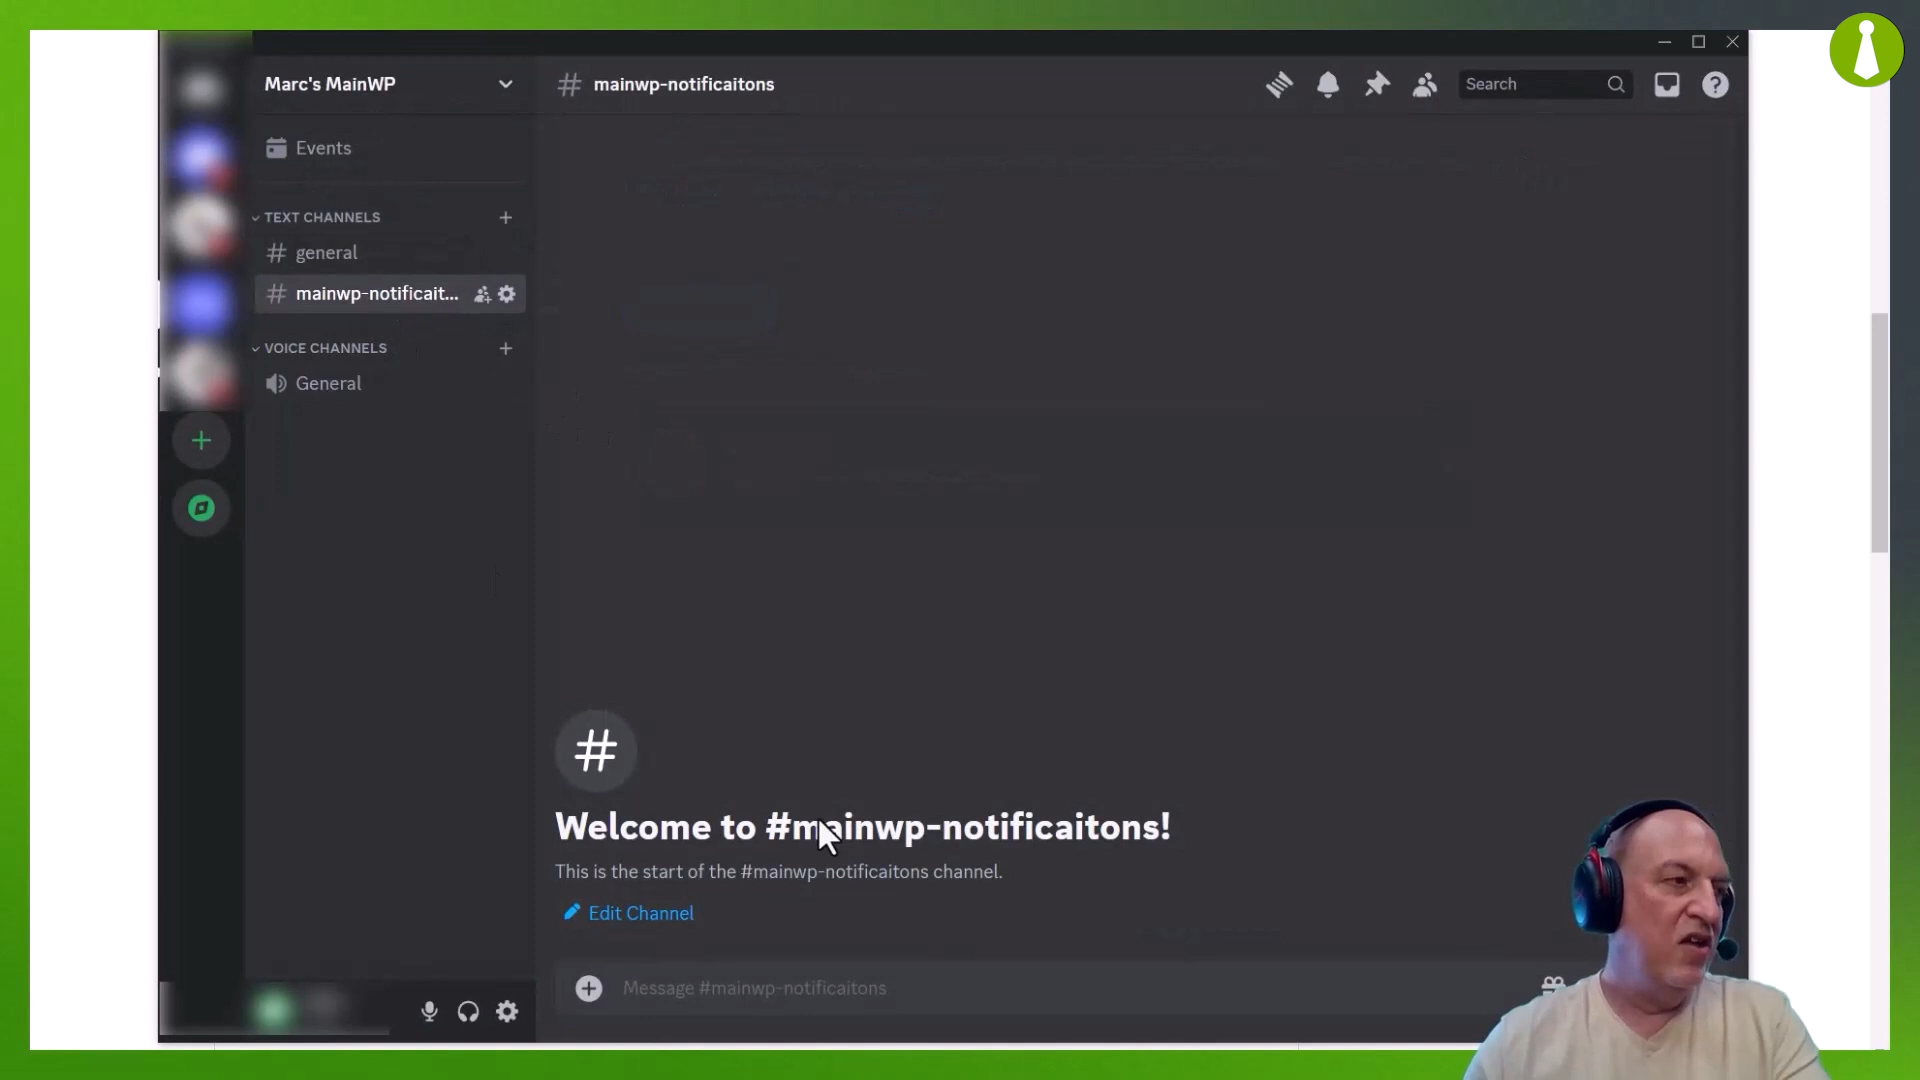 Marc's MainWP
mainwp-notificaitons
Search
Events
TEXT CHANNELS
general
mainwp-notificait...
VOICE CHANNELS
General
Welcome to #mainwp-notificaitons!
This is the start of the #mainwp-notificaitons channel.
Edit Channel
Message #mainwp-notificaitons